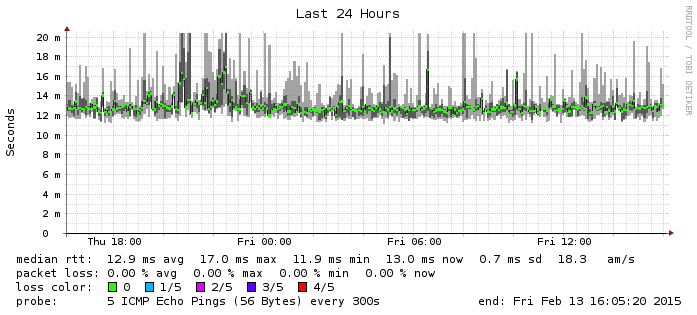 Last 24 Hours
RRDTOOL / TOBI OETIKER
Seconds
20 m
18 m
16 m
14 m
12 m
10 m
8 m
6 m
4 m
2 m
0
Thu 18:00 Fri 00:00 Fri 06:00 Fri 12:00
median rtt: 12.9 ms avg 17.0 ms max 11.9 ms min 13.0 ms now 0.7 ms sd 18.3 am/s
packet loss: 0.00 % avg 0.00 % max 0.00 % min 0.00 % now
loss color: 0 1/5 2/5 3/5 4/5
probe: 5 ICMP Echo Pings (56 Bytes) every 300s end: Fri Feb 13 16:05:20 2015